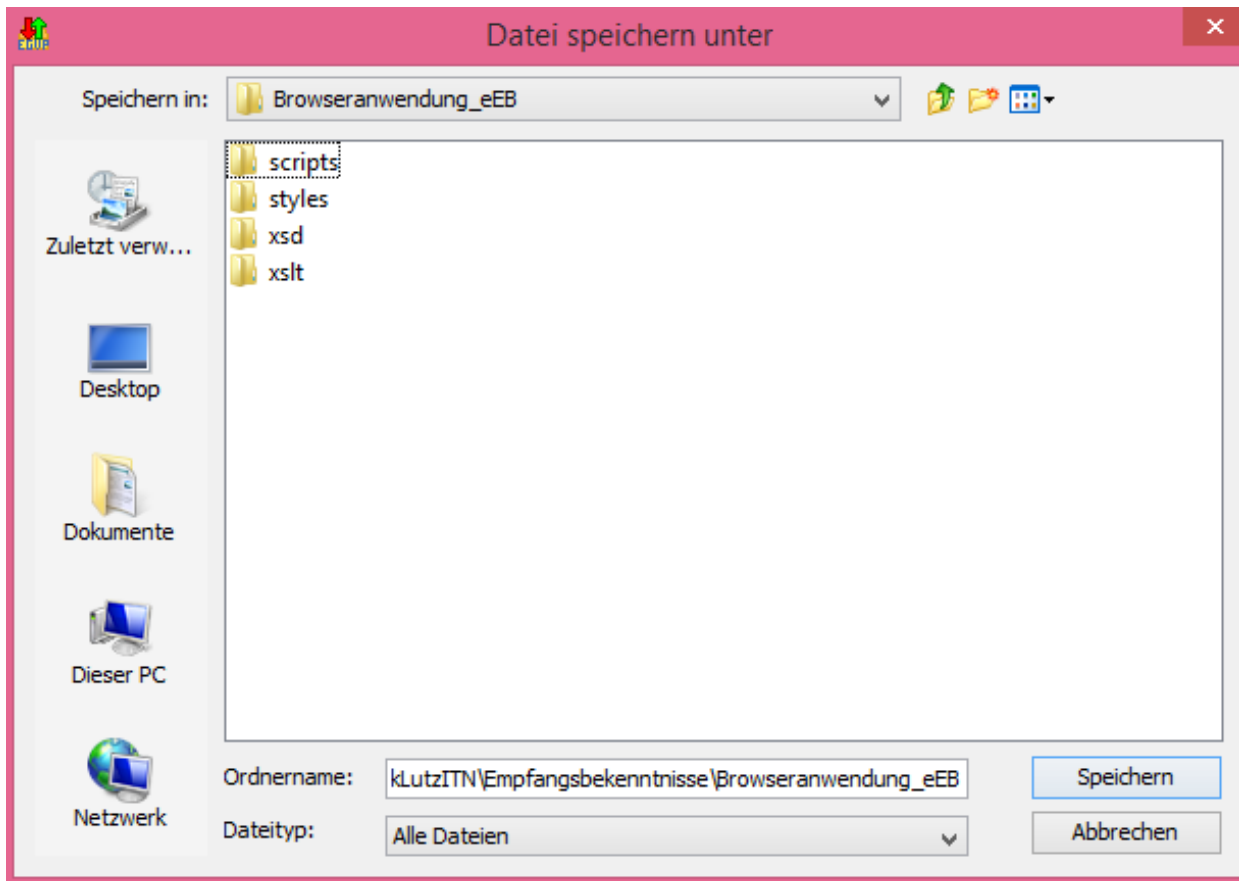 EGVP
Datei speichern unter
Speichern in: Browseranwendung_eEB
Zuletzt verw...
Desktop
Dokumente
Dieser PC
Netzwerk
scripts
styles
xsd
xslt
Ordnername: kLutzITN\Empfangsbekenntnisse\Browseranwendung_eEB Speichern
Dateityp: Alle Dateien Abbrechen